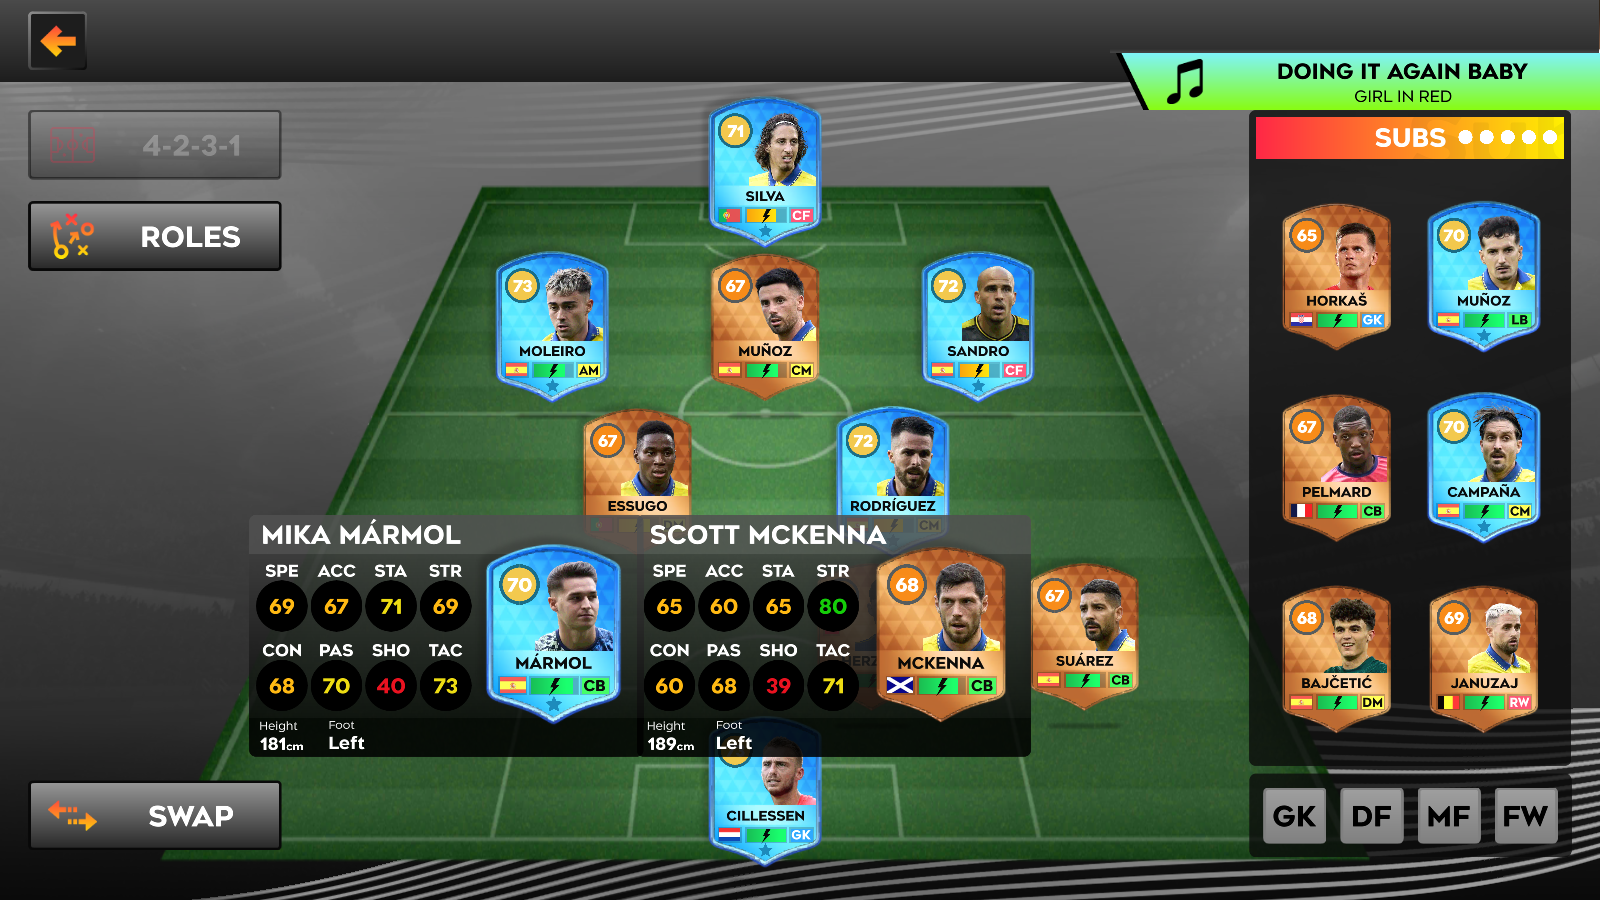 DOING IT AGAIN BABY
GIRL IN RED
4-2-3-1
ROLES
SUBS
71
SILVA
CF
73
MOLEIRO
AM
67
MUÑOZ
CM
72
SANDRO
CF
67
ESSUGO
72
RODRÍGUEZ
CM
MIKA MÁRMOL
SPE ACC STA STR
69 67 71 69
CON PAS SHO TAC
68 70 40 73
Height Foot
181cm Left
70
MÁRMOL
CB
SCOTT MCKENNA
SPE ACC STA STR
65 60 65 80
CON PAS SHO TAC
60 68 39 71
Height Foot
189cm Left
68
MCKENNA
CB
67
SUÁREZ
CB
CILLESSEN
GK
65
HORKAŠ
GK
70
MUÑOZ
LB
67
PELMARD
CB
70
CAMPAÑA
CM
68
BAJČETIĆ
DM
69
JANUZAJ
RW
SWAP
GK DF MF FW